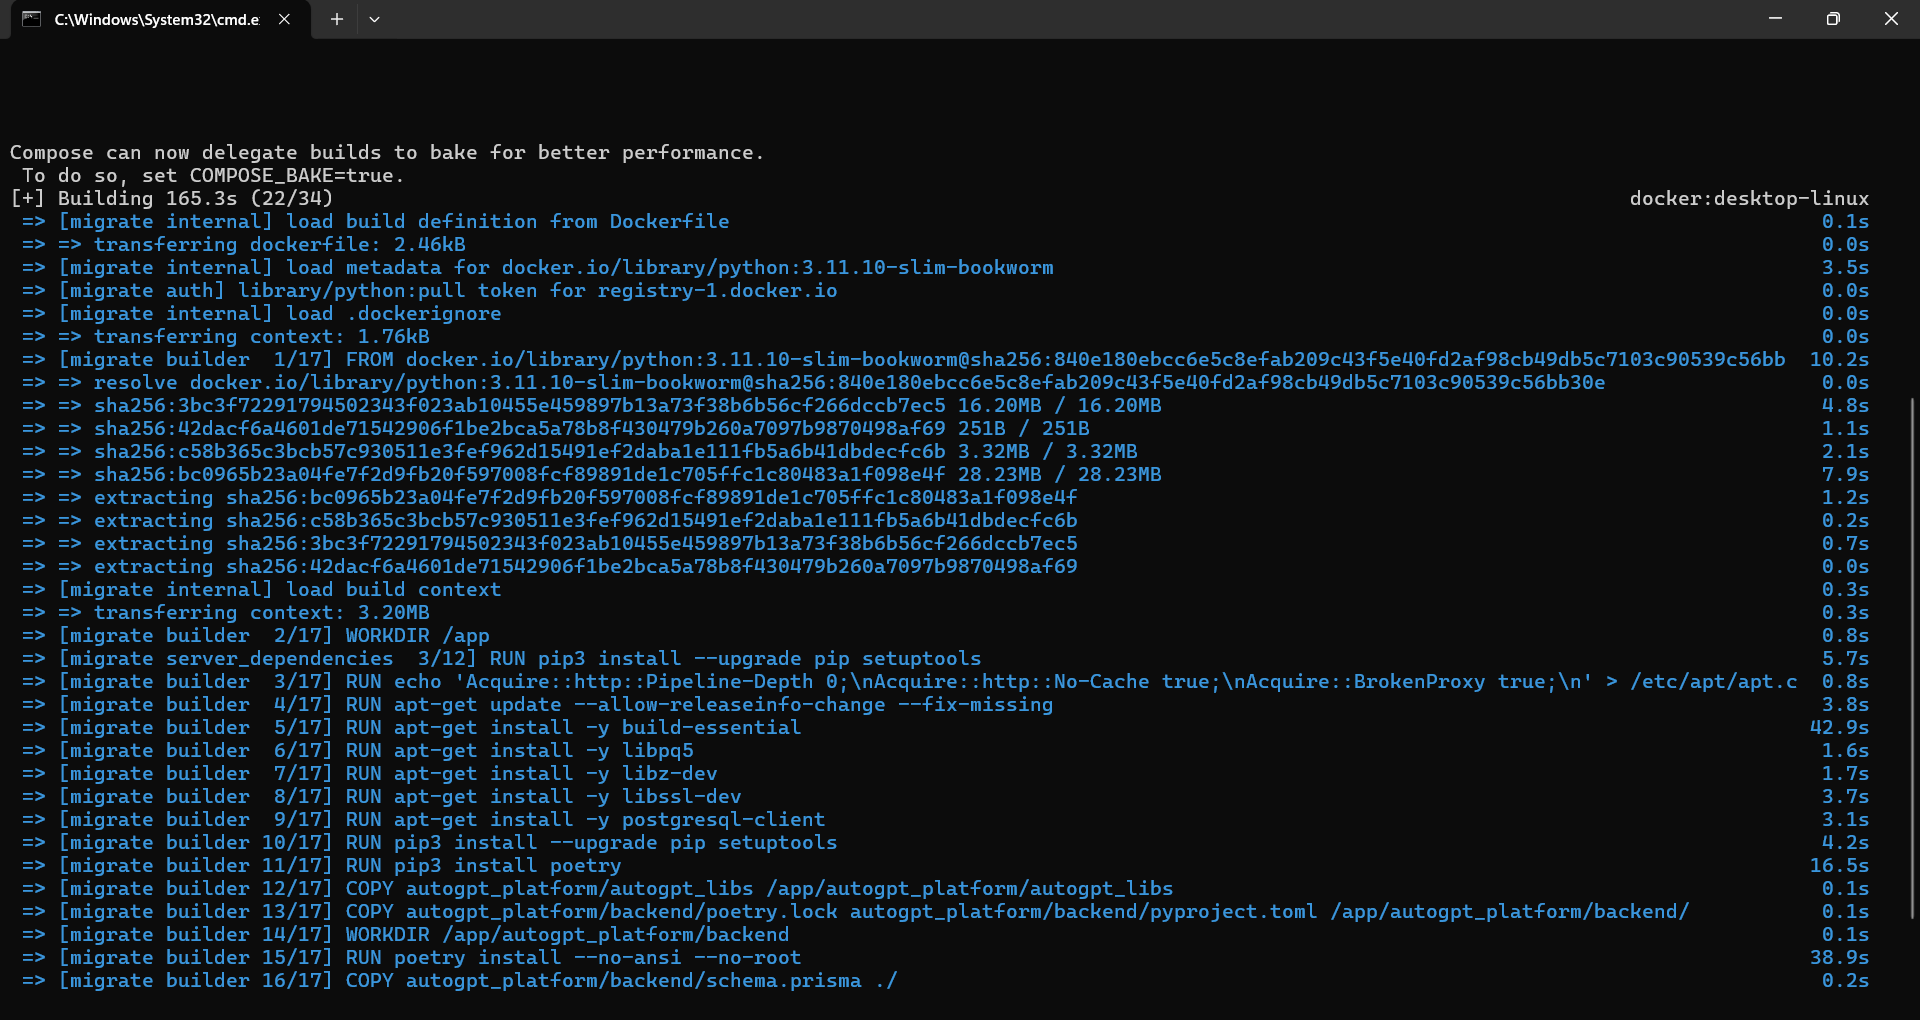 C:\Windows\System32\cmd.e
Compose can now delegate builds to bake for better performance.
To do so, set COMPOSE_BAKE=true.
[+] Building 165.3s (22/34) docker:desktop-linux
=> [migrate internal] load build definition from Dockerfile 0.1s
=> => transferring dockerfile: 2.46kB 0.0s
=> [migrate internal] load metadata for docker.io/library/python:3.11.10-slim-bookworm 3.5s
=> [migrate auth] library/python:pull token for registry-1.docker.io 0.0s
=> [migrate internal] load .dockerignore 0.0s
=> => transferring context: 1.76kB 0.0s
=> [migrate builder  1/17] FROM docker.io/library/python:3.11.10-slim-bookworm@sha256:840e180ebcc6e5c8efab209c43f5e40fd2af98cb49db5c7103c90539c56bb 10.2s
=> => resolve docker.io/library/python:3.11.10-slim-bookworm@sha256:840e180ebcc6e5c8efab209c43f5e40fd2af98cb49db5c7103c90539c56bb30e 0.0s
=> => sha256:3bc3f72291794502343f023ab10455e459897b13a73f38b6b56cf266dccb7ec5 16.20MB / 16.20MB 4.8s
=> => sha256:42dacf6a4601de71542906f1be2bca5a78b8f430479b260a7097b9870498af69 251B / 251B 1.1s
=> => sha256:c58b365c3bcb57c930511e3fef962d15491ef2daba1e111fb5a6b41dbdecfc6b 3.32MB / 3.32MB 2.1s
=> => sha256:bc0965b23a04fe7f2d9fb20f597008fcf89891de1c705ffc1c80483a1f098e4f 28.23MB / 28.23MB 7.9s
=> => extracting sha256:bc0965b23a04fe7f2d9fb20f597008fcf89891de1c705ffc1c80483a1f098e4f 1.2s
=> => extracting sha256:c58b365c3bcb57c930511e3fef962d15491ef2daba1e111fb5a6b41dbdecfc6b 0.2s
=> => extracting sha256:3bc3f72291794502343f023ab10455e459897b13a73f38b6b56cf266dccb7ec5 0.7s
=> => extracting sha256:42dacf6a4601de71542906f1be2bca5a78b8f430479b260a7097b9870498af69 0.0s
=> [migrate internal] load build context 0.3s
=> => transferring context: 3.20MB 0.3s
=> [migrate builder  2/17] WORKDIR /app 0.8s
=> [migrate server_dependencies  3/12] RUN pip3 install --upgrade pip setuptools 5.7s
=> [migrate builder  3/17] RUN echo 'Acquire::http::Pipeline-Depth 0;\nAcquire::http::No-Cache true;\nAcquire::BrokenProxy true;\n' > /etc/apt/apt.c 0.8s
=> [migrate builder  4/17] RUN apt-get update --allow-releaseinfo-change --fix-missing 3.8s
=> [migrate builder  5/17] RUN apt-get install -y build-essential 42.9s
=> [migrate builder  6/17] RUN apt-get install -y libpq5 1.6s
=> [migrate builder  7/17] RUN apt-get install -y libz-dev 1.7s
=> [migrate builder  8/17] RUN apt-get install -y libssl-dev 3.7s
=> [migrate builder  9/17] RUN apt-get install -y postgresql-client 3.1s
=> [migrate builder 10/17] RUN pip3 install --upgrade pip setuptools 4.2s
=> [migrate builder 11/17] RUN pip3 install poetry 16.5s
=> [migrate builder 12/17] COPY autogpt_platform/autogpt_libs /app/autogpt_platform/autogpt_libs 0.1s
=> [migrate builder 13/17] COPY autogpt_platform/backend/poetry.lock autogpt_platform/backend/pyproject.toml /app/autogpt_platform/backend/ 0.1s
=> [migrate builder 14/17] WORKDIR /app/autogpt_platform/backend 0.1s
=> [migrate builder 15/17] RUN poetry install --no-ansi --no-root 38.9s
=> [migrate builder 16/17] COPY autogpt_platform/backend/schema.prisma ./ 0.2s